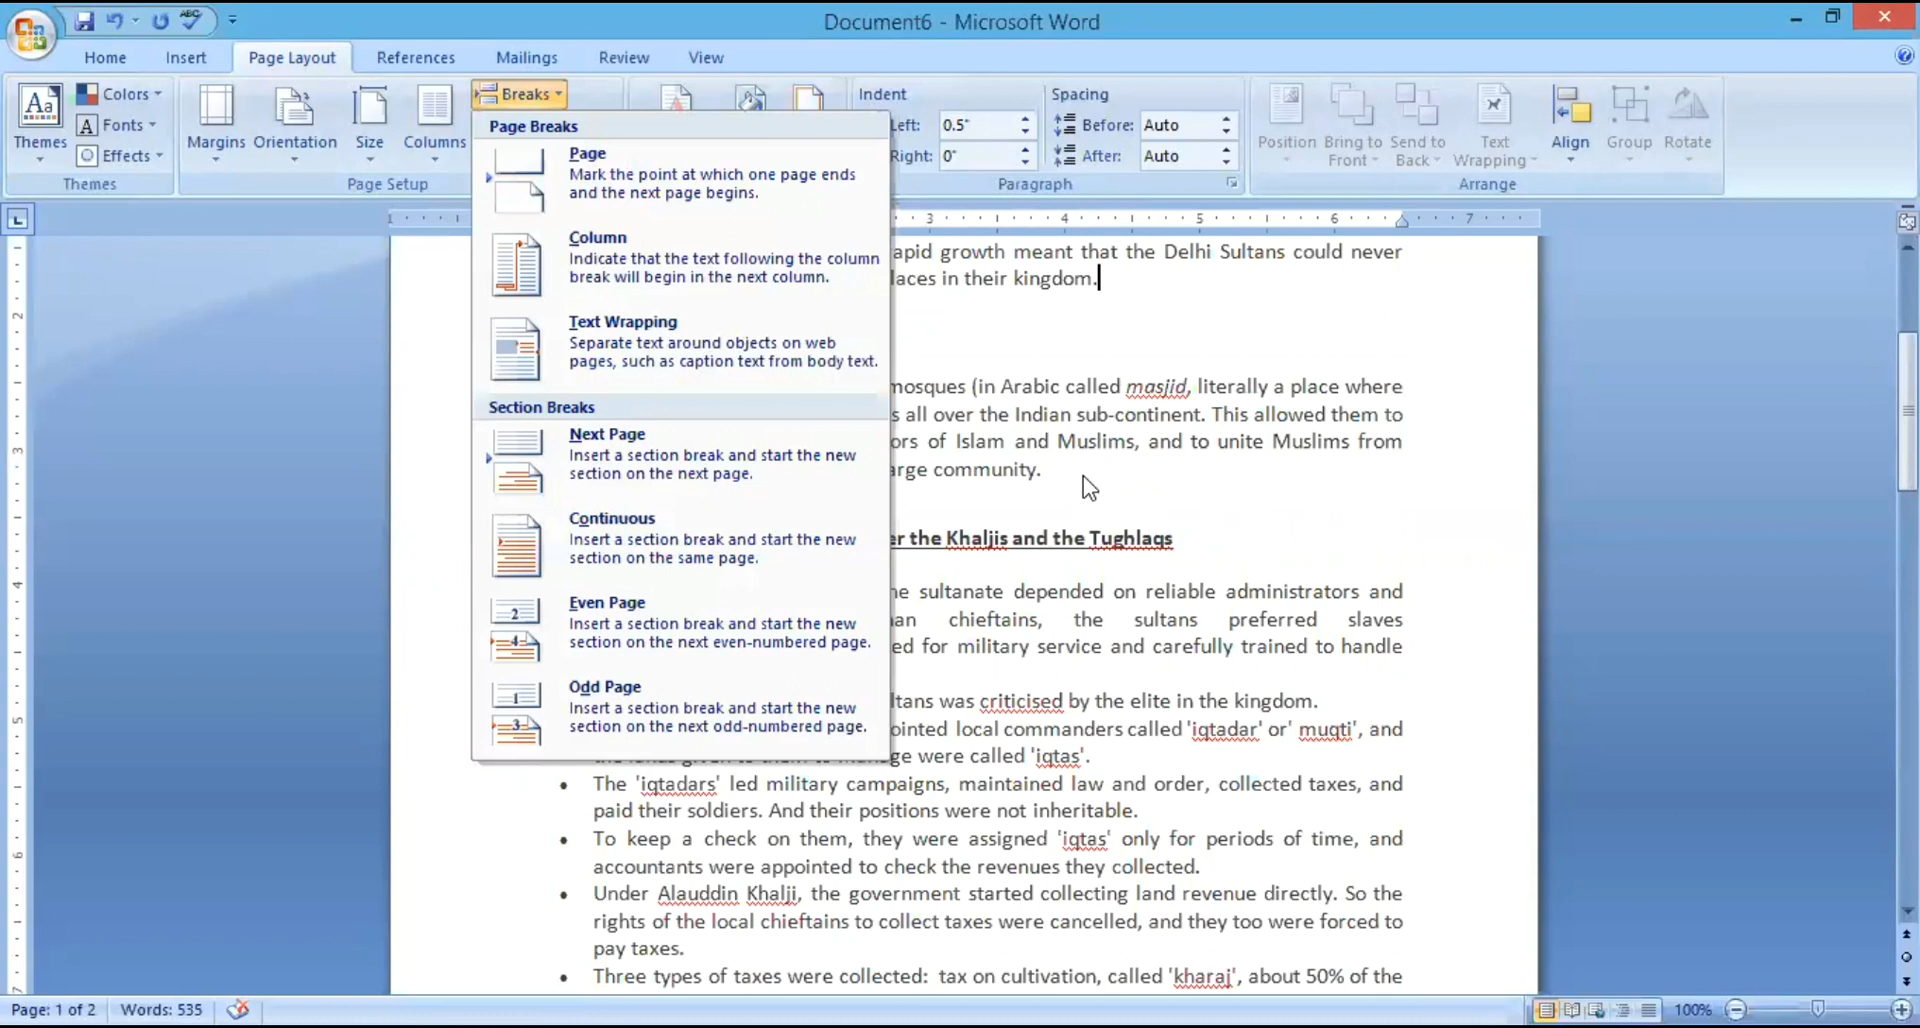 Document6 - Microsoft Word
Home Insert Page Layout References Mailings Review View
Aa
Themes
Colors
A Fonts
Effects
Themes
Margins
Orientation
Size
Columns
Breaks
Page Setup
Indent
Left: 0.5"
Right: 0"
Spacing
Before: Auto
After: Auto
Paragraph
Position
Bring to Front
Send to Back
Text Wrapping
Align
Group
Rotate
Arrange
Page Breaks
Page
Mark the point at which one page ends
and the next page begins.
Column
Indicate that the text following the column
break will begin in the next column.
Text Wrapping
Separate text around objects on web
pages, such as caption text from body text.
Section Breaks
Next Page
Insert a section break and start the new
section on the next page.
Continuous
Insert a section break and start the new
section on the same page.
Even Page
Insert a section break and start the new
section on the next even-numbered page.
Odd Page
Insert a section break and start the new
section on the next odd-numbered page.
3 4 5 6 7
growth meant that the Delhi Sultans could never
in their kingdom.
mosques (in Arabic called masjid, literally a place where
all over the Indian sub-continent. This allowed them to
of Islam and Muslims, and to unite Muslims from
community.
the Khaljis and the Tughlaqs
sultanate depended on reliable administrators and
chieftains, the sultans preferred slaves
for military service and carefully trained to handle
was criticised by the elite in the kingdom.
local commanders called 'iqtadar' or' muqti', and
were called 'iqtas'.
• The 'iqtadars' led military campaigns, maintained law and order, collected taxes, and
paid their soldiers. And their positions were not inheritable.
• To keep a check on them, they were assigned 'iqtas' only for periods of time, and
accountants were appointed to check the revenues they collected.
• Under Alauddin Khalji, the government started collecting land revenue directly. So the
rights of the local chieftains to collect taxes were cancelled, and they too were forced to
pay taxes.
• Three types of taxes were collected: tax on cultivation, called 'kharaj', about 50% of the
Page: 1 of 2 Words: 535 100%